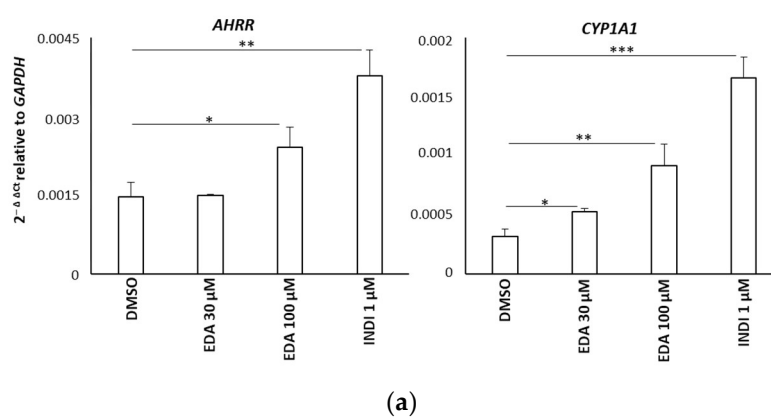 AHRR
2⁻ᐃ ᐃCt relative to GAPDH
0.0045
0.003
0.0015
0
**
*
DMSO
EDA 30 µM
EDA 100 µM
INDI 1 µM
CYP1A1
0.002
0.0015
0.001
0.0005
0
***
**
*
DMSO
EDA 30 µM
EDA 100 µM
INDI 1 µM
(a)